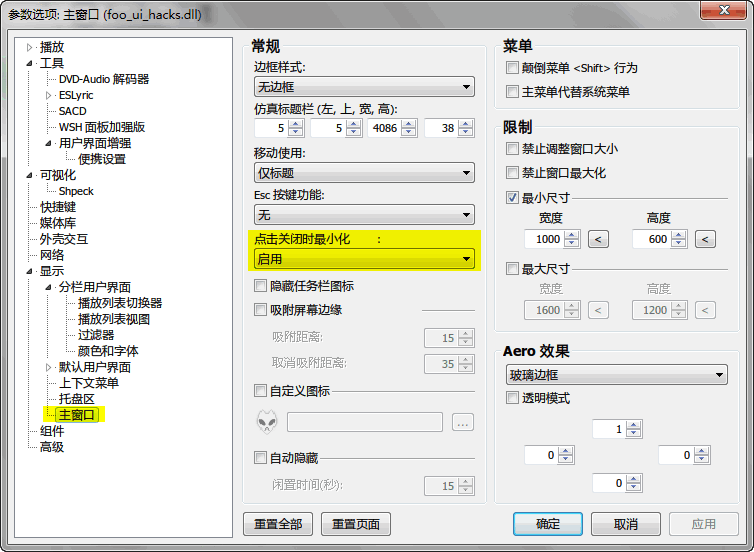 参数选项: 主窗口 (foo_ui_hacks.dll)
播放
工具
DVD-Audio 解码器
ESLyric
SACD
WSH 面板加强版
用户界面增强
便携设置
可视化
Shpeck
快捷键
媒体库
外壳交互
网络
显示
分栏用户界面
播放列表切换器
播放列表视图
过滤器
颜色和字体
默认用户界面
上下文菜单
托盘区
主窗口
组件
高级
常规
边框样式:
无边框
仿真标题栏 (左, 上, 宽, 高):
5 5 4086 38
移动使用:
仅标题
Esc 按键功能:
无
点击关闭时最小化 :
启用
隐藏任务栏图标
吸附屏幕边缘
吸附距离: 15
取消吸附距离: 35
自定义图标
...
自动隐藏
闲置时间(秒): 15
菜单
颠倒菜单 <Shift> 行为
主菜单代替系统菜单
限制
禁止调整窗口大小
禁止窗口最大化
最小尺寸
宽度 高度
1000 < 600 <
最大尺寸
宽度 高度
1600 < 1200 <
Aero 效果
玻璃边框
透明模式
1
0 0
0
重置全部 重置页面 确定 取消 应用